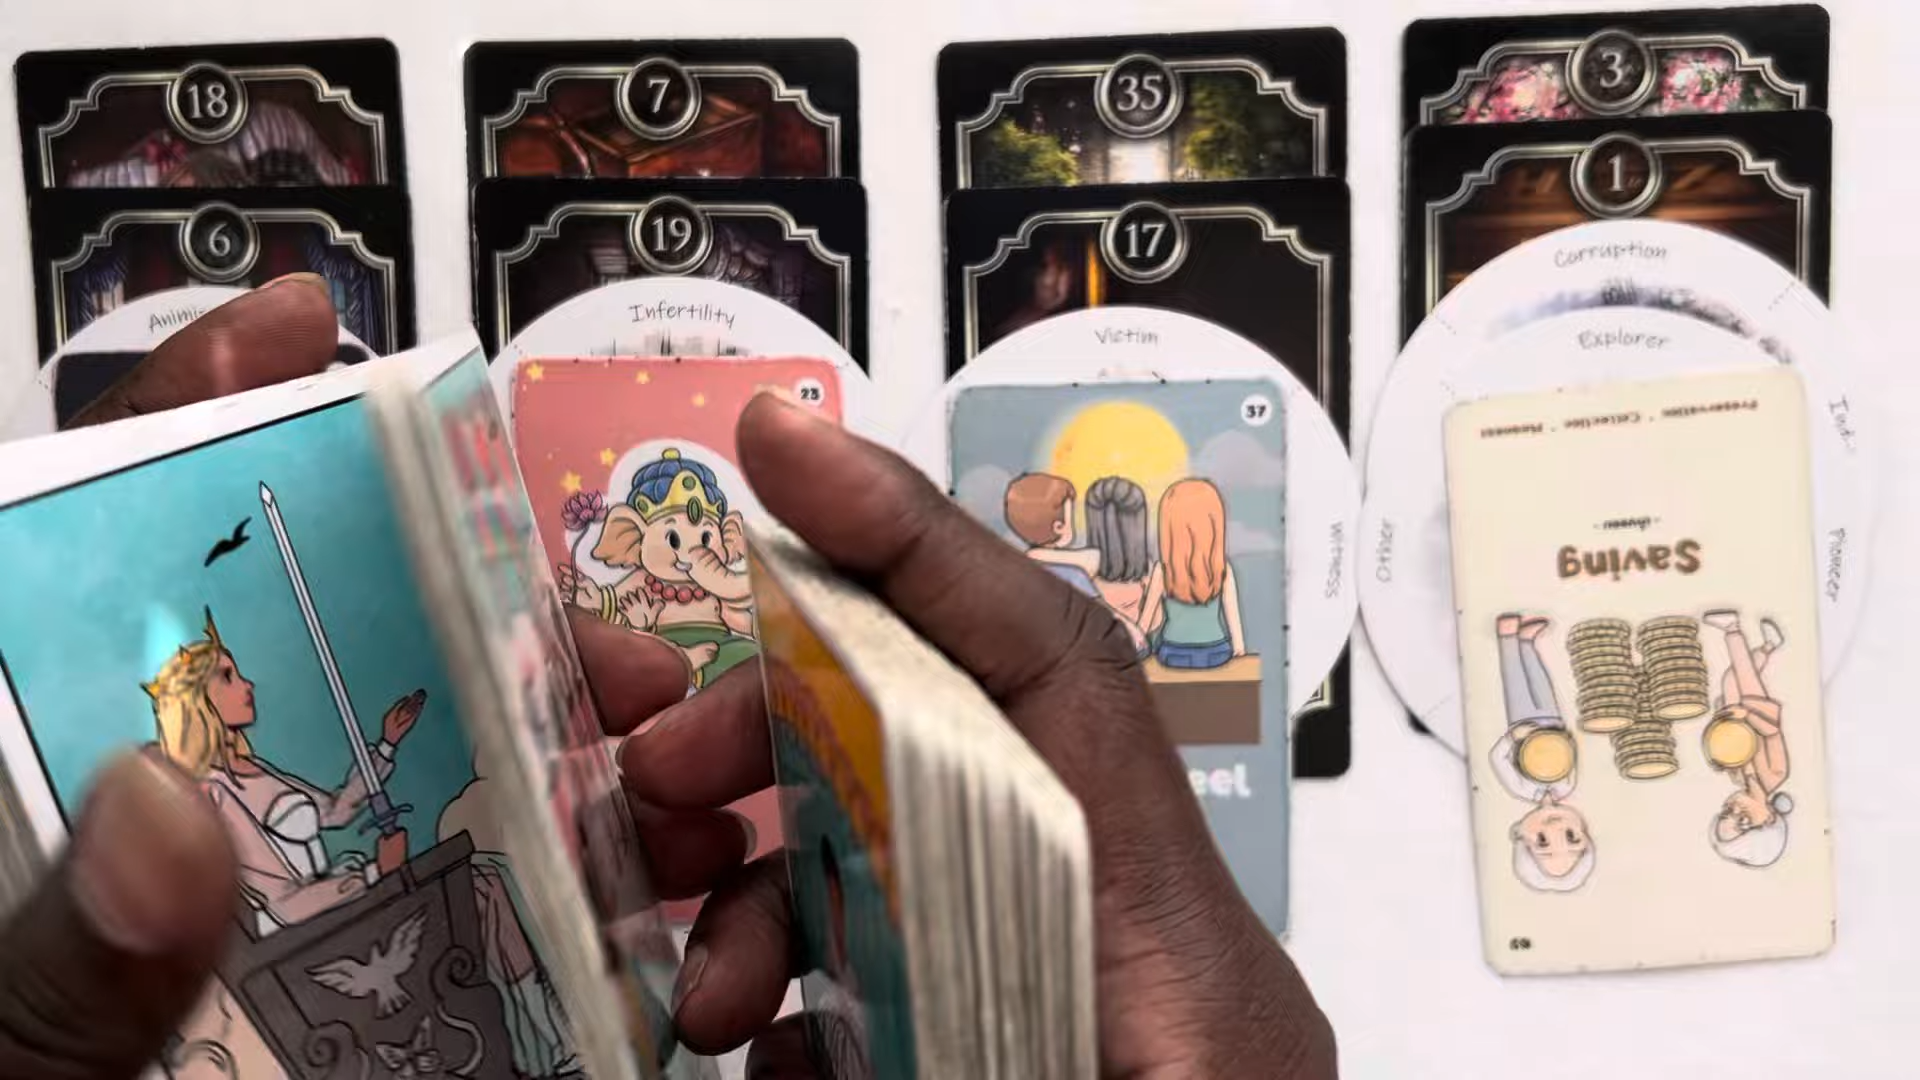 18
7
35
3
6
19
17
1
Infertility
Victim
Corruption
Explorer
23
37
Witness
Other
Pioneer
Preservation - Collection -
Saving
eel